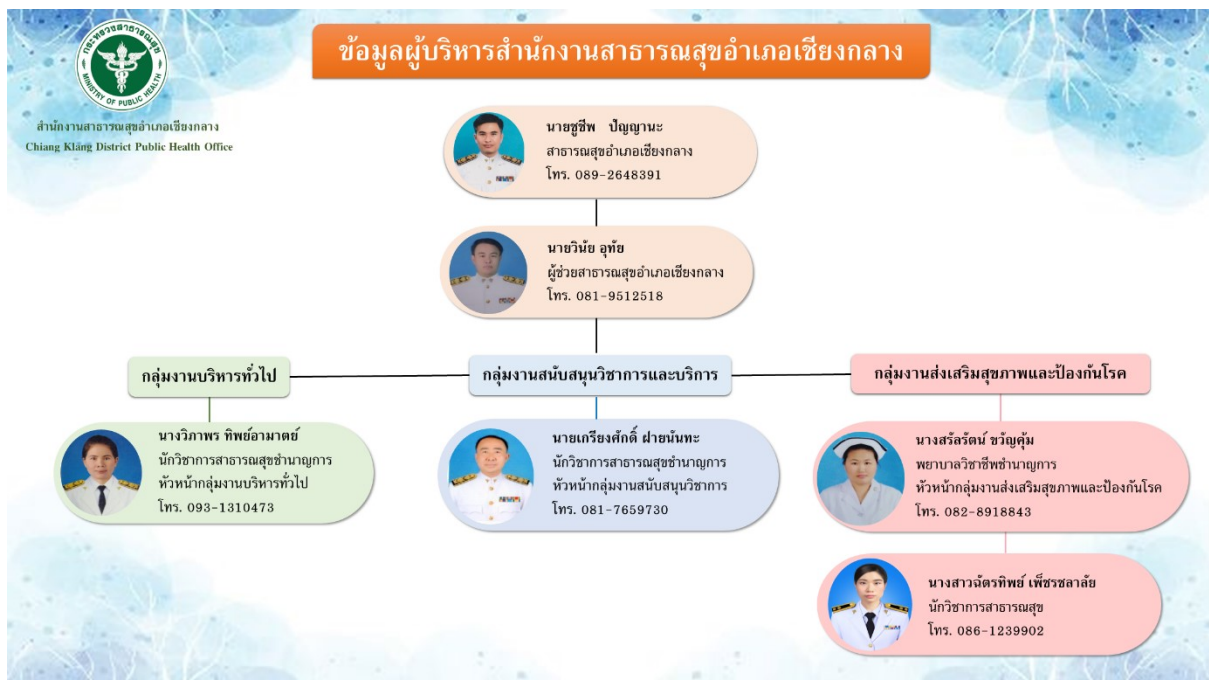 ข้อมูลผู้บริหารสำนักงานสาธารณสุขอำเภอเชียงกลาง
กระทรวงสาธารณสุข
MINISTRY OF PUBLIC HEALTH
สำนักงานสาธารณสุขอำเภอเชียงกลาง
Chiang Klang District Public Health Office
นายชูชีพ ปัญญานะ
สาธารณสุขอำเภอเชียงกลาง
โทร. 089-2648391
นายวินัย อุทัย
ผู้ช่วยสาธารณสุขอำเภอเชียงกลาง
โทร. 081-9512518
กลุ่มงานบริหารทั่วไป
นางวิภาพร ทิพย์อามาตย์
นักวิชาการสาธารณสุขชำนาญการ
หัวหน้ากลุ่มงานบริหารทั่วไป
โทร. 093-1310473
กลุ่มงานสนับสนุนวิชาการและบริการ
นายเกรียงศักดิ์ ฝายนันทะ
นักวิชาการสาธารณสุขชำนาญการ
หัวหน้ากลุ่มงานสนับสนุนวิชาการ
โทร. 081-7659730
กลุ่มงานส่งเสริมสุขภาพและป้องกันโรค
นางสรัลรัตน์ ขวัญคุ้ม
พยาบาลวิชาชีพชำนาญการ
หัวหน้ากลุ่มงานส่งเสริมสุขภาพและป้องกันโรค
โทร. 082-8918843
นางสาวฉัตรทิพย์ เพ็ชรชลาลัย
นักวิชาการสาธารณสุข
โทร. 086-1239902